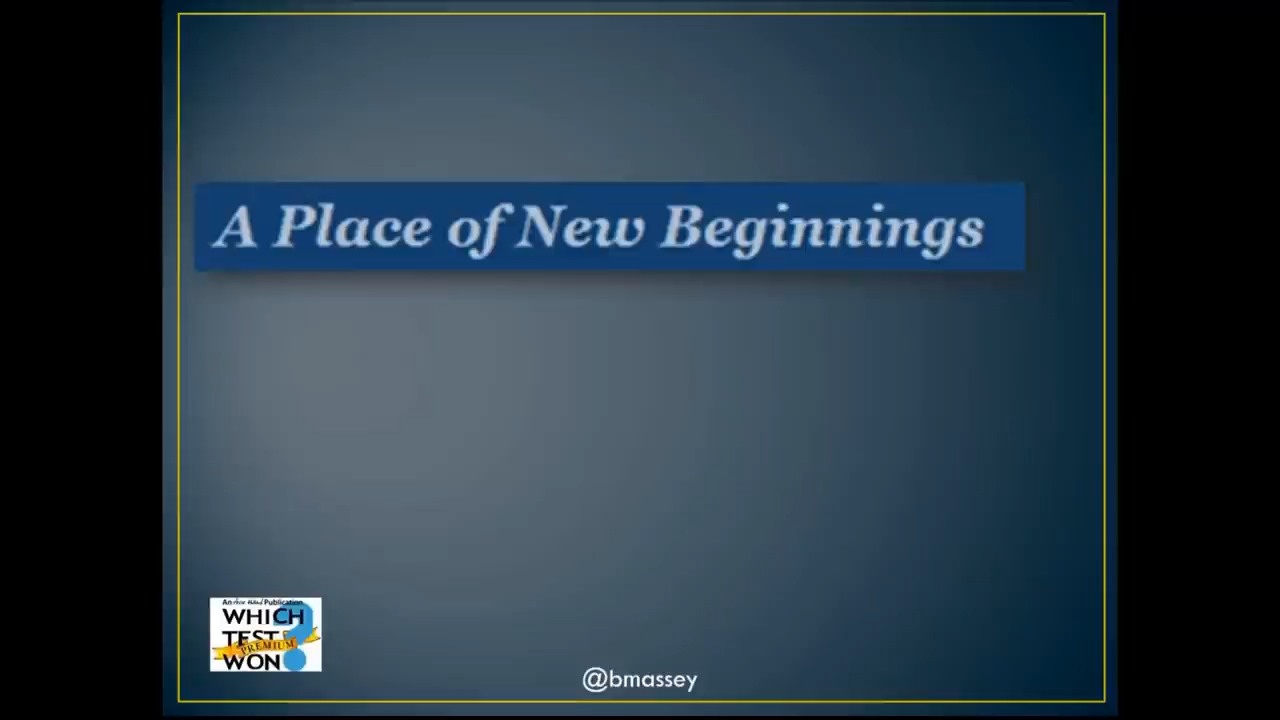 A Place of New Beginnings
WHICH
TEST
PREMIUM
WON?
@bmassey